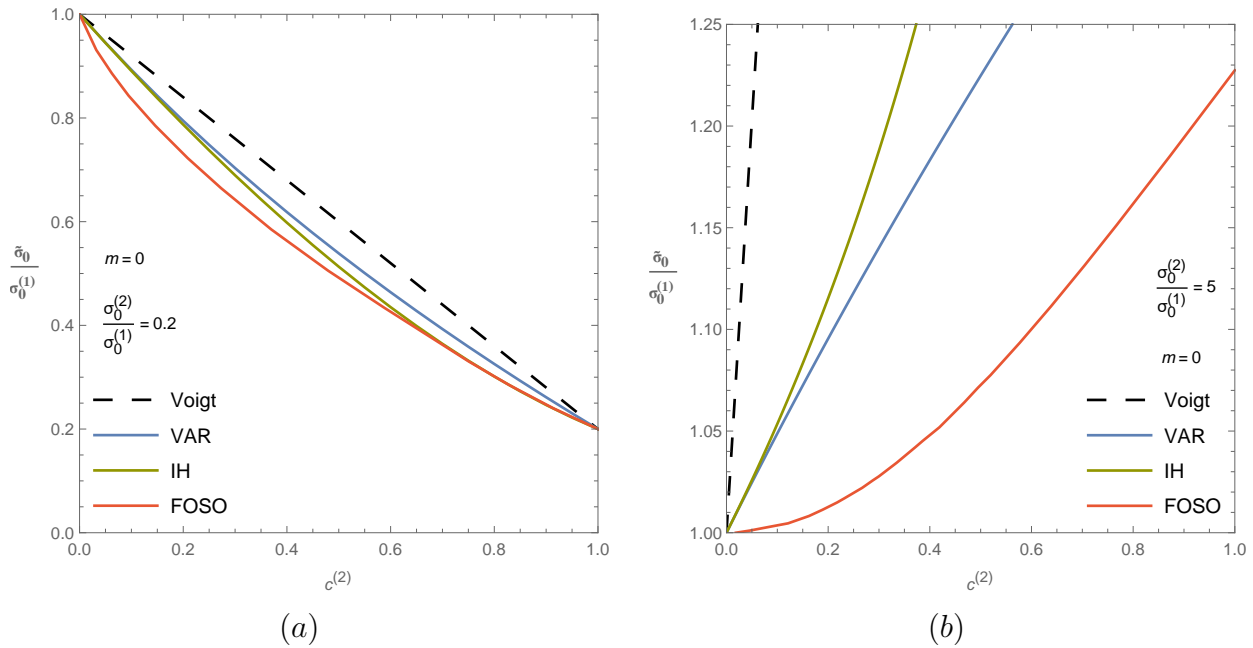 1.0
0.8
0.6
0.4
0.2
0.0
σ̃₀
σ₀⁽¹⁾
m = 0
σ₀⁽²⁾
σ₀⁽¹⁾ = 0.2
Voigt
VAR
IH
FOSO
0.0 0.2 0.4 0.6 0.8 1.0
c⁽²⁾
(a)
1.25
1.20
1.15
1.10
1.05
1.00
σ̃₀
σ₀⁽¹⁾
σ₀⁽²⁾
σ₀⁽¹⁾ = 5
m = 0
Voigt
VAR
IH
FOSO
0.0 0.2 0.4 0.6 0.8 1.0
c⁽²⁾
(b)